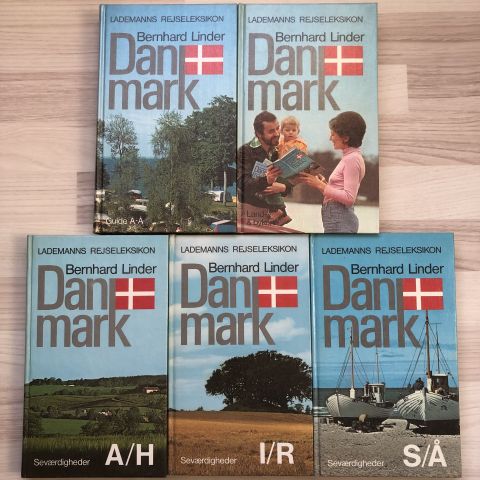 LADEMANNS REJSELEKSIKON
Bernhard Linder
Dan
mark
Guide A-Å
LADEMANNS REJSELEKSIKON
Bernhard Linder
Dan
mark
LADEMANNS REJSELEKSIKON
Bernhard Linder
Dan
mark
Seværdigheder A/H
LADEMANNS REJSELEKSIKON
Bernhard Linder
Dan
mark
Seværdigheder I/R
LADEMANNS REJSELEKSIKON
Bernhard Linder
Dan
mark
Seværdigheder S/Å